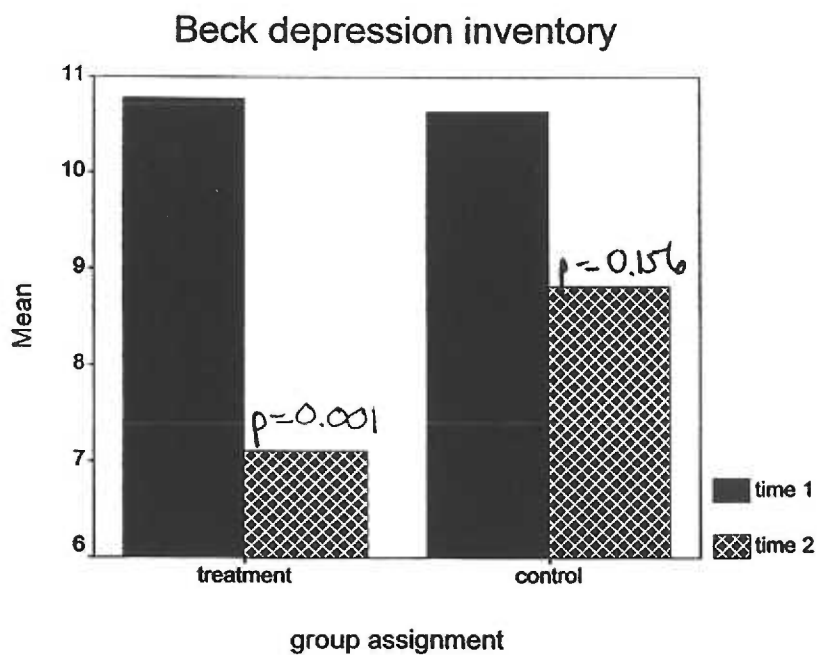 Beck depression inventory
11
10
9
8
7
6
Mean
p=0.001
p=0.156
treatment
control
time 1
time 2
group assignment